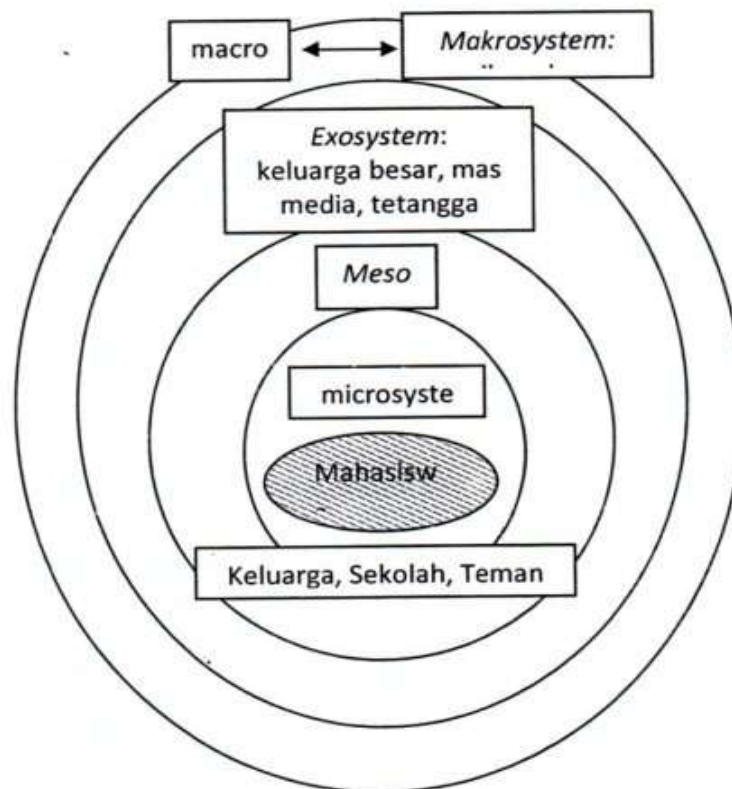 macro
Makrosystem:
Exosystem:
keluarga besar, mas
media, tetangga
Meso
microsyste
Mahasisw
Keluarga, Sekolah, Teman